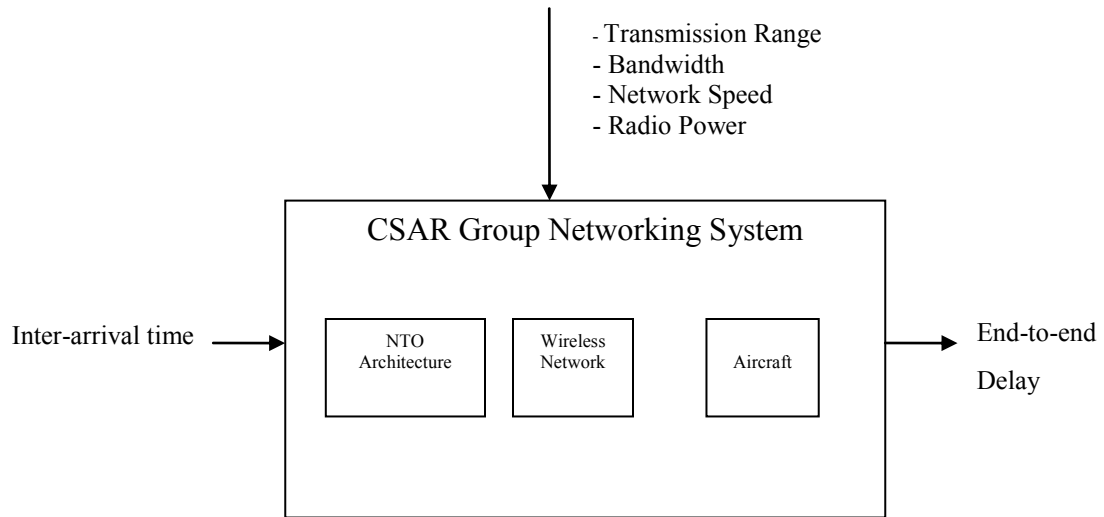 - Transmission Range
- Bandwidth
- Network Speed
- Radio Power
CSAR Group Networking System
Inter-arrival time
NTO
Architecture
Wireless
Network
Aircraft
End-to-end
Delay